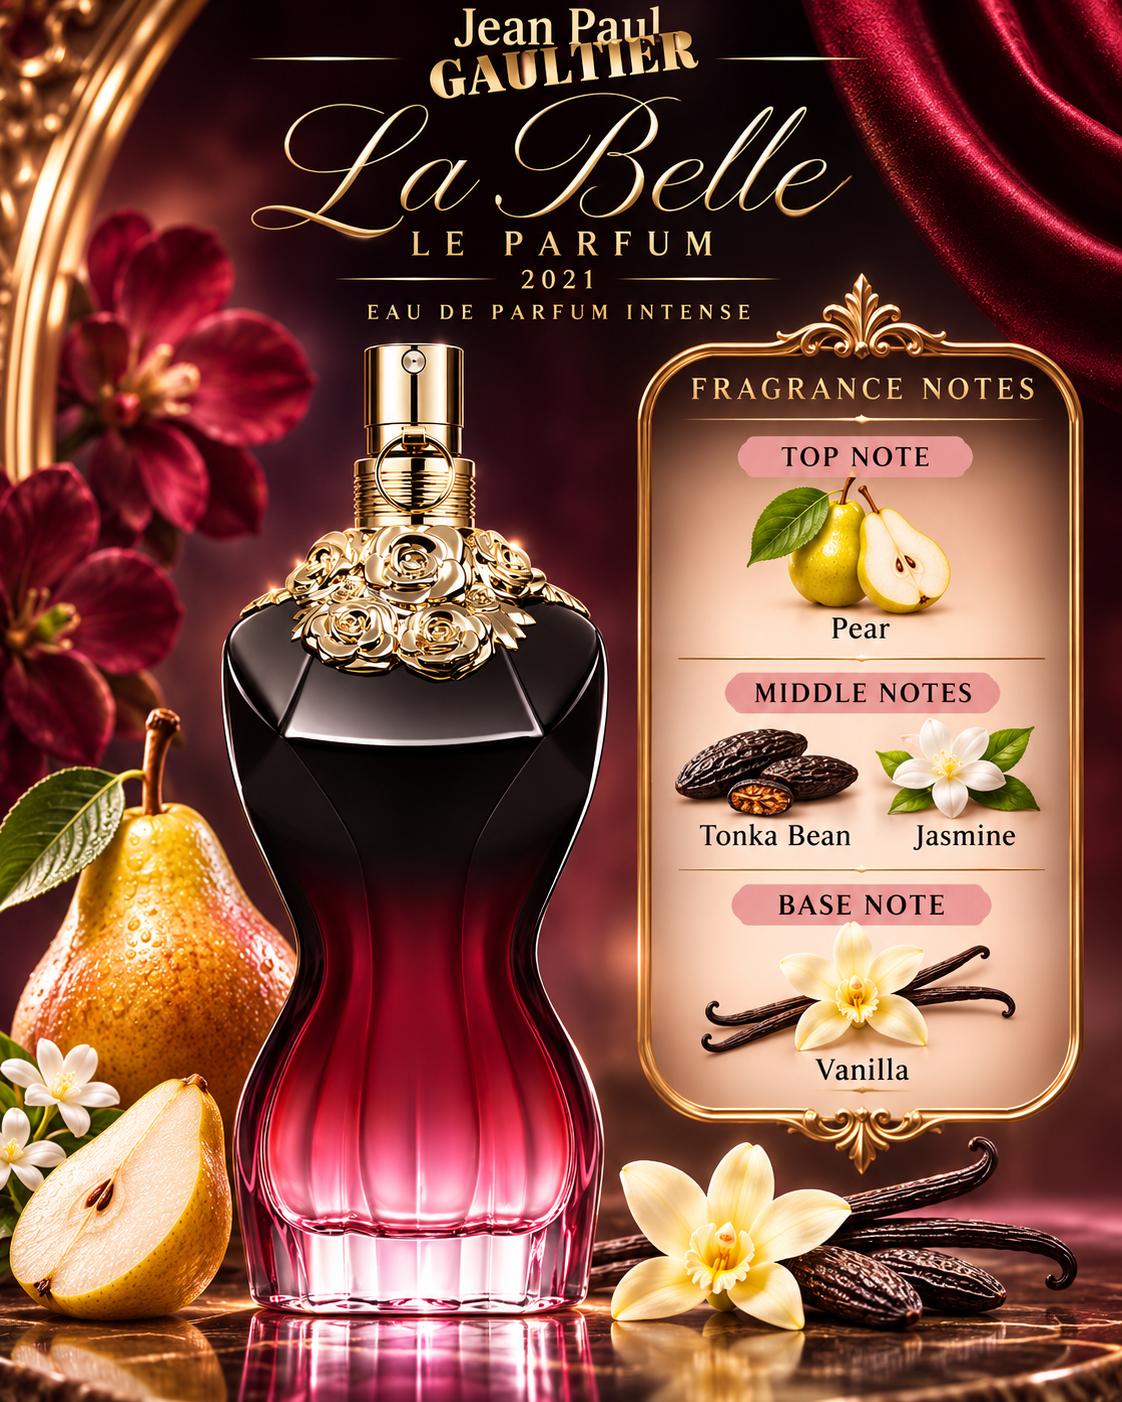 Jean Paul
GAULTIER
La Belle
LE PARFUM
2021
EAU DE PARFUM INTENSE
FRAGRANCE NOTES
TOP NOTE
Pear
MIDDLE NOTES
Tonka Bean
Jasmine
BASE NOTE
Vanilla